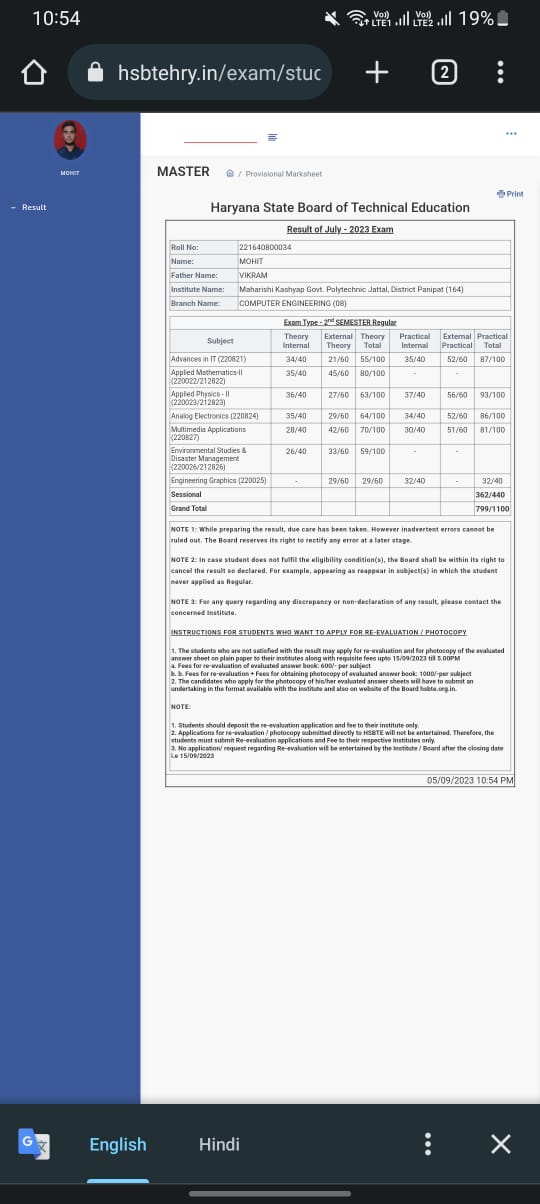 10:54
Vo)) LTE1 Vo)) LTE2 19%
hsbtehry.in/exam/stuc
2
MOHIT
MASTER / Provisional Marksheet
– Result
Print
Haryana State Board of Technical Education
Result of July - 2023 Exam
Roll No: 221640800034
Name: MOHIT
Father Name: VIKRAM
Institute Name: Maharishi Kashyap Govt. Polytechnic Jattal, District Panipat (164)
Branch Name: COMPUTER ENGINEERING (08)
Exam Type - 2nd SEMESTER Regular
Subject Theory Internal External Theory Theory Total Practical Internal External Practical Practical Total
Advances in IT (220821) 34/40 21/60 55/100 35/40 52/60 87/100
Applied Mathematics-II (220022/212822) 35/40 45/60 80/100 - -
Applied Physics - II (220023/212823) 36/40 27/60 63/100 37/40 56/60 93/100
Analog Electronics (220824) 35/40 29/60 64/100 34/40 52/60 86/100
Multimedia Applications (220827) 28/40 42/60 70/100 30/40 51/60 81/100
Environmental Studies & Disaster Management (220026/212826) 26/40 33/60 59/100 - -
Engineering Graphics (220025) - 29/60 29/60 32/40 - 32/40
Sessional 362/440
Grand Total 799/1100
NOTE 1: While preparing the result, due care has been taken. However inadvertent errors cannot be
ruled out. The Board reserves its right to rectify any error at a later stage.
NOTE 2: In case student does not fulfil the eligibility condition(s), the Board shall be within its right to
cancel the result so declared. For example, appearing as reappear in subject(s) in which the student
never applied as Regular.
NOTE 3: For any query regarding any discrepancy or non-declaration of any result, please contact the
concerned Institute.
INSTRUCTIONS FOR STUDENTS WHO WANT TO APPLY FOR RE-EVALUATION / PHOTOCOPY
1. The students who are not satisfied with the result may apply for re-evaluation and for photocopy of the evaluated
answer sheet on plain paper to their institutes along with requisite fees upto 15/09/2023 till 5.00PM
a. Fees for re-evaluation of evaluated answer book: 600/- per subject
b. b. Fees for re-evaluation + Fees for obtaining photocopy of evaluated answer book: 1000/-per subject
2. The candidates who apply for the photocopy of his/her evaluated answer sheets will have to submit an
undertaking in the format available with the institute and also on website of the Board hsbte.org.in.
NOTE:
1. Students should deposit the re-evaluation application and fee to their institute only.
2. Applications for re-evaluation / photocopy submitted directly to HSBTE will not be entertained. Therefore, the
students must submit Re-evaluation applications and Fee to their respective Institutes only.
3. No application/ request regarding Re-evaluation will be entertained by the Institute / Board after the closing date
i.e 15/09/2023
05/09/2023 10:54 PM
G 文 English Hindi